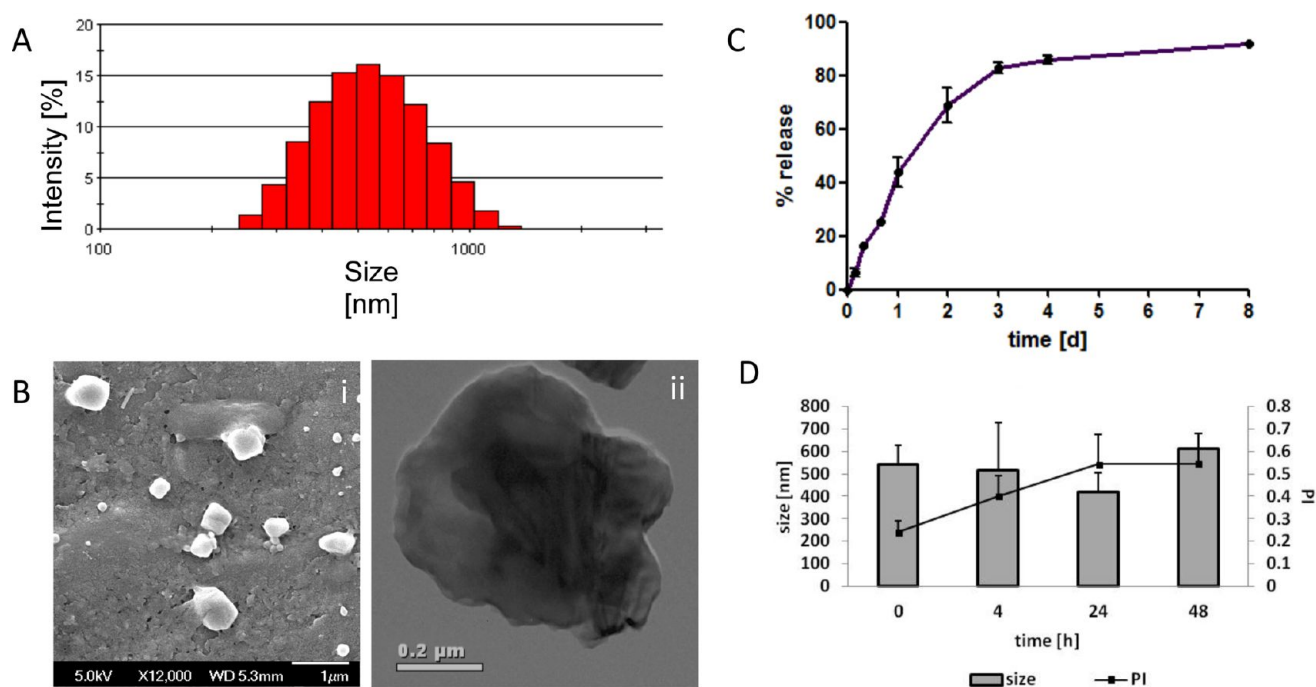 A
20
15
10
5
0
Intensity [%]
100
1000
Size
[nm]
B
i
5.0kV X12,000 WD 5.3mm 1µm
ii
0.2 µm
C
100
80
60
40
20
0
% release
0 1 2 3 4 5 6 7 8
time [d]
D
800
700
600
500
400
300
200
100
0
size [nm]
0.8
0.7
0.6
0.5
0.4
0.3
0.2
0.1
0
PI
0 4 24 48
time [h]
size PI